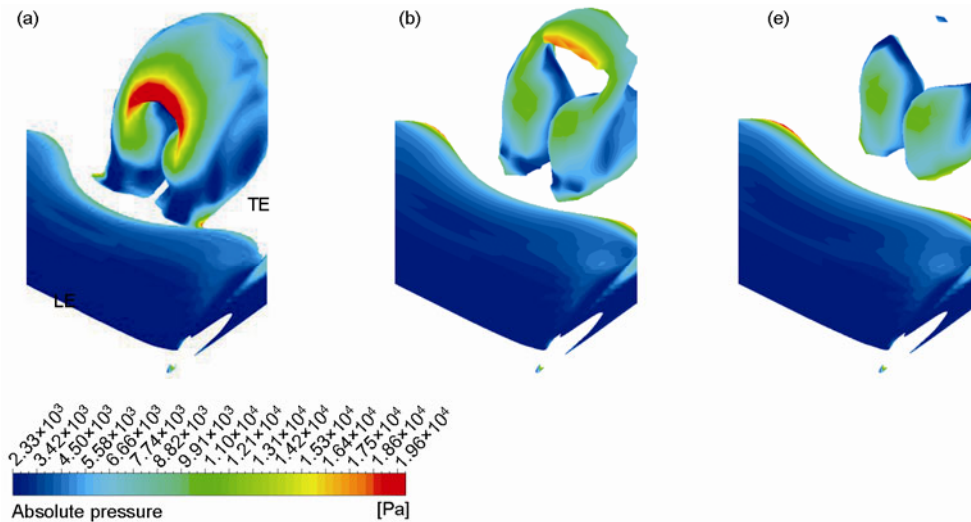 (a)
(b)
(e)
TE
LE
2.33×10³
3.42×10³
4.50×10³
5.58×10³
6.66×10³
7.74×10³
8.82×10³
9.91×10³
1.10×10⁴
1.21×10⁴
1.31×10⁴
1.42×10⁴
1.53×10⁴
1.64×10⁴
1.75×10⁴
1.86×10⁴
1.96×10⁴
Absolute pressure [Pa]